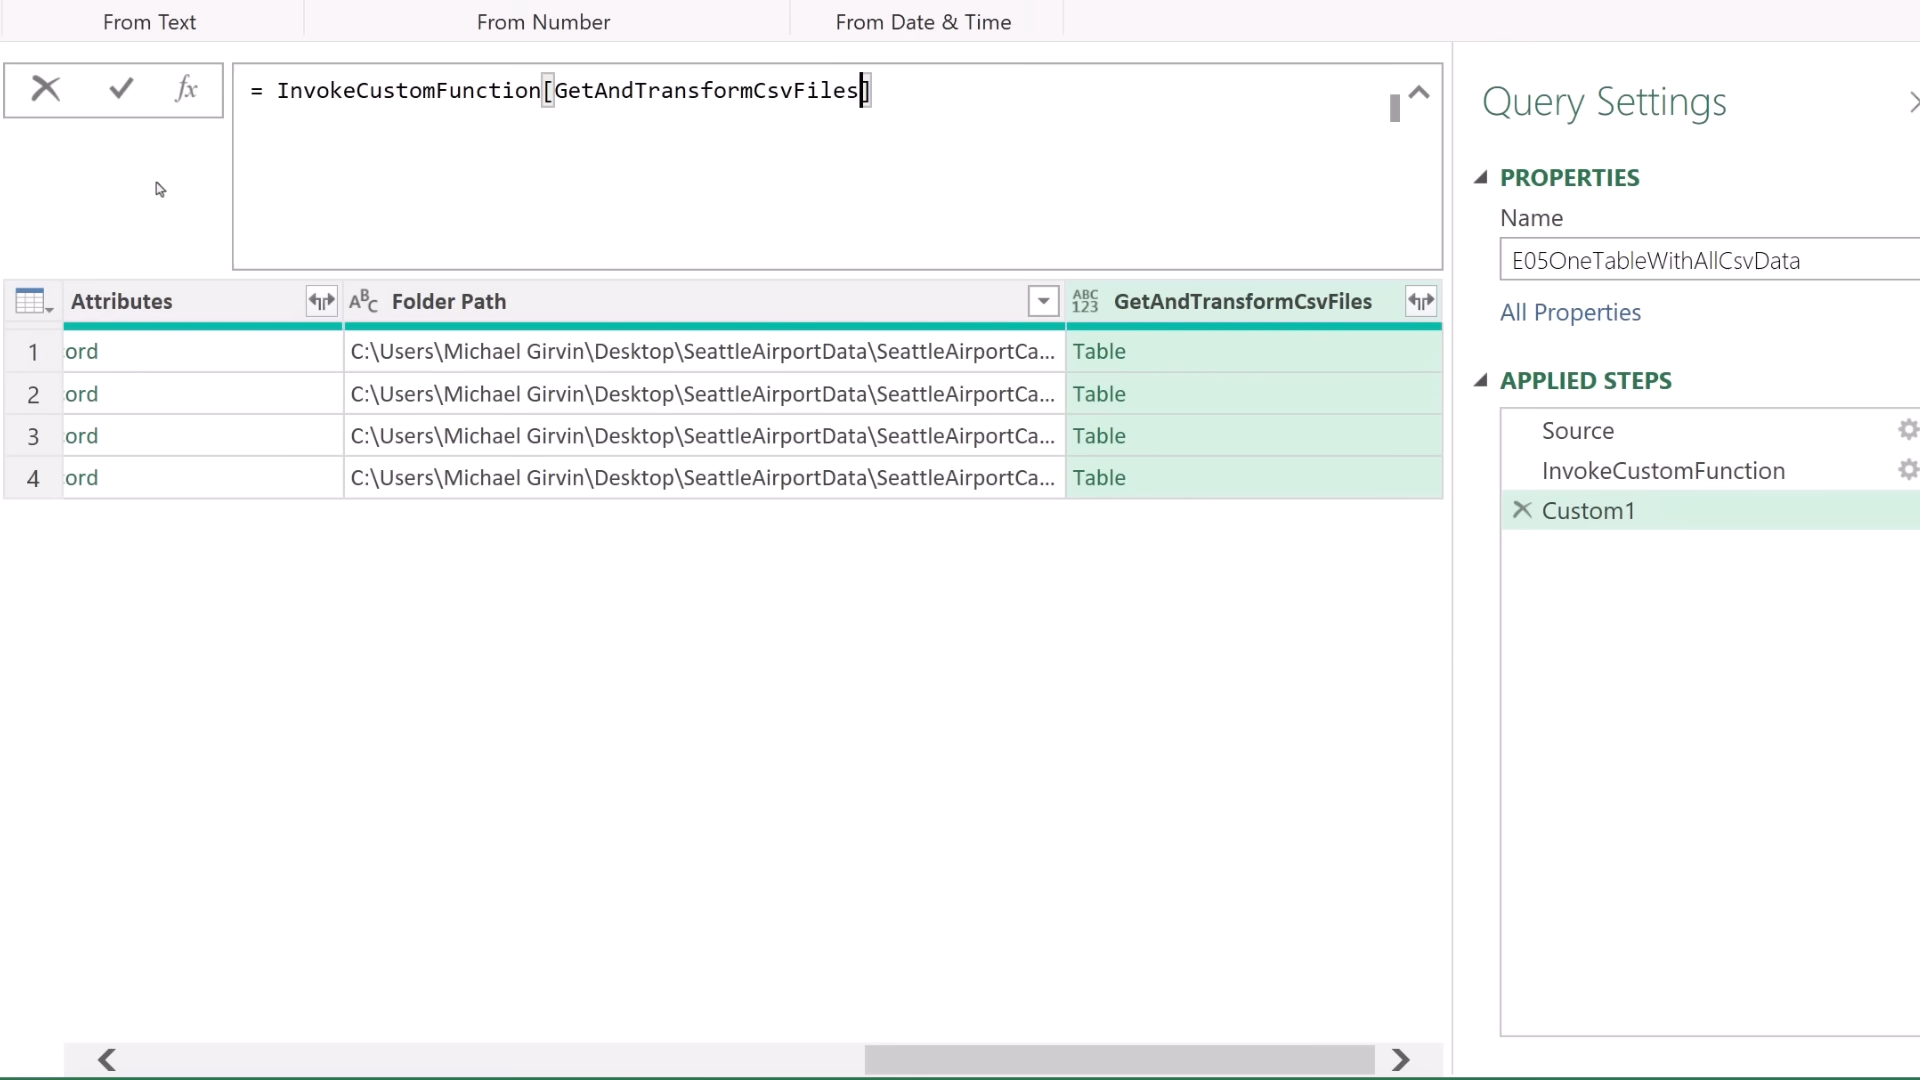 From Text
From Number
From Date & Time
fx
= InvokeCustomFunction[GetAndTransformCsvFiles]
Query Settings
PROPERTIES
Name
E05OneTableWithAllCsvData
All Properties
APPLIED STEPS
Source
InvokeCustomFunction
Custom1
Attributes
ABC Folder Path
ABC 123 GetAndTransformCsvFiles
1 ord C:\Users\Michael Girvin\Desktop\SeattleAirportData\SeattleAirportCa... Table
2 ord C:\Users\Michael Girvin\Desktop\SeattleAirportData\SeattleAirportCa... Table
3 ord C:\Users\Michael Girvin\Desktop\SeattleAirportData\SeattleAirportCa... Table
4 ord C:\Users\Michael Girvin\Desktop\SeattleAirportData\SeattleAirportCa... Table